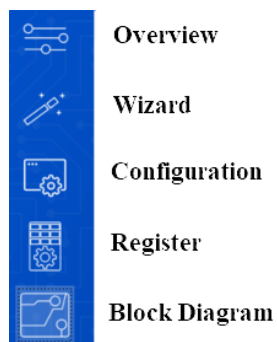 Overview
Wizard
Configuration
Register
Block Diagram